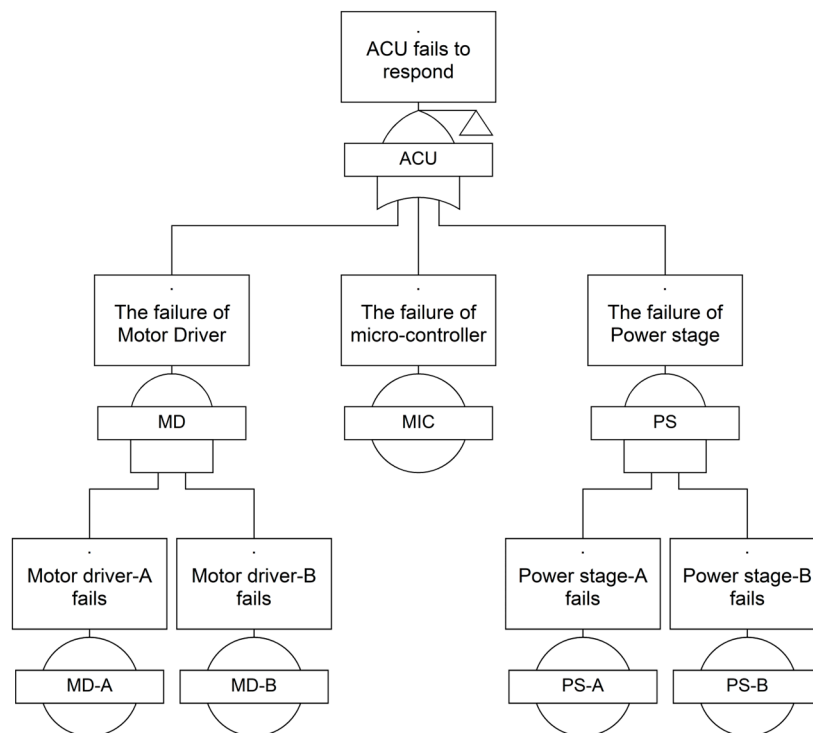 ACU fails to
respond
ACU
The failure of
Motor Driver
The failure of
micro-controller
The failure of
Power stage
MD
MIC
PS
Motor driver-A
fails
Motor driver-B
fails
Power stage-A
fails
Power stage-B
fails
MD-A
MD-B
PS-A
PS-B